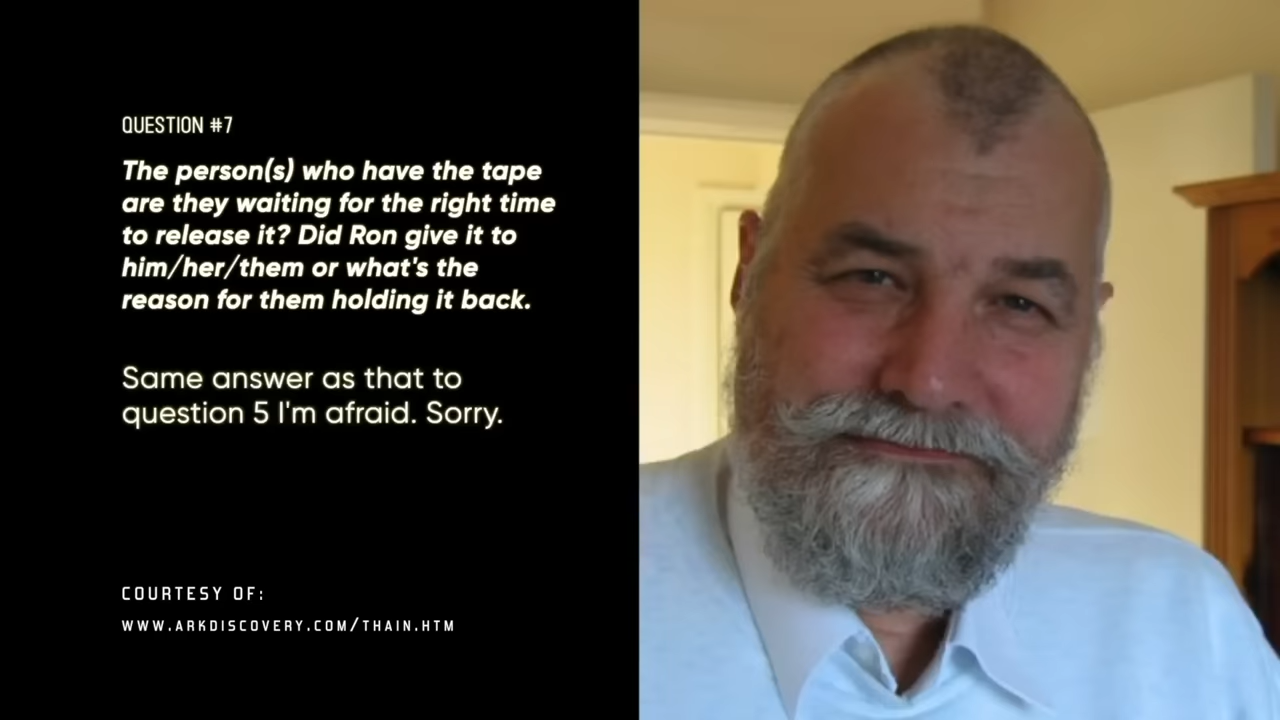 QUESTION #7
The person(s) who have the tape
are they waiting for the right time
to release it? Did Ron give it to
him/her/them or what's the
reason for them holding it back.
Same answer as that to
question 5 I'm afraid. Sorry.
COURTESY OF:
WWW.ARKDISCOVERY.COM/THAIN.HTM